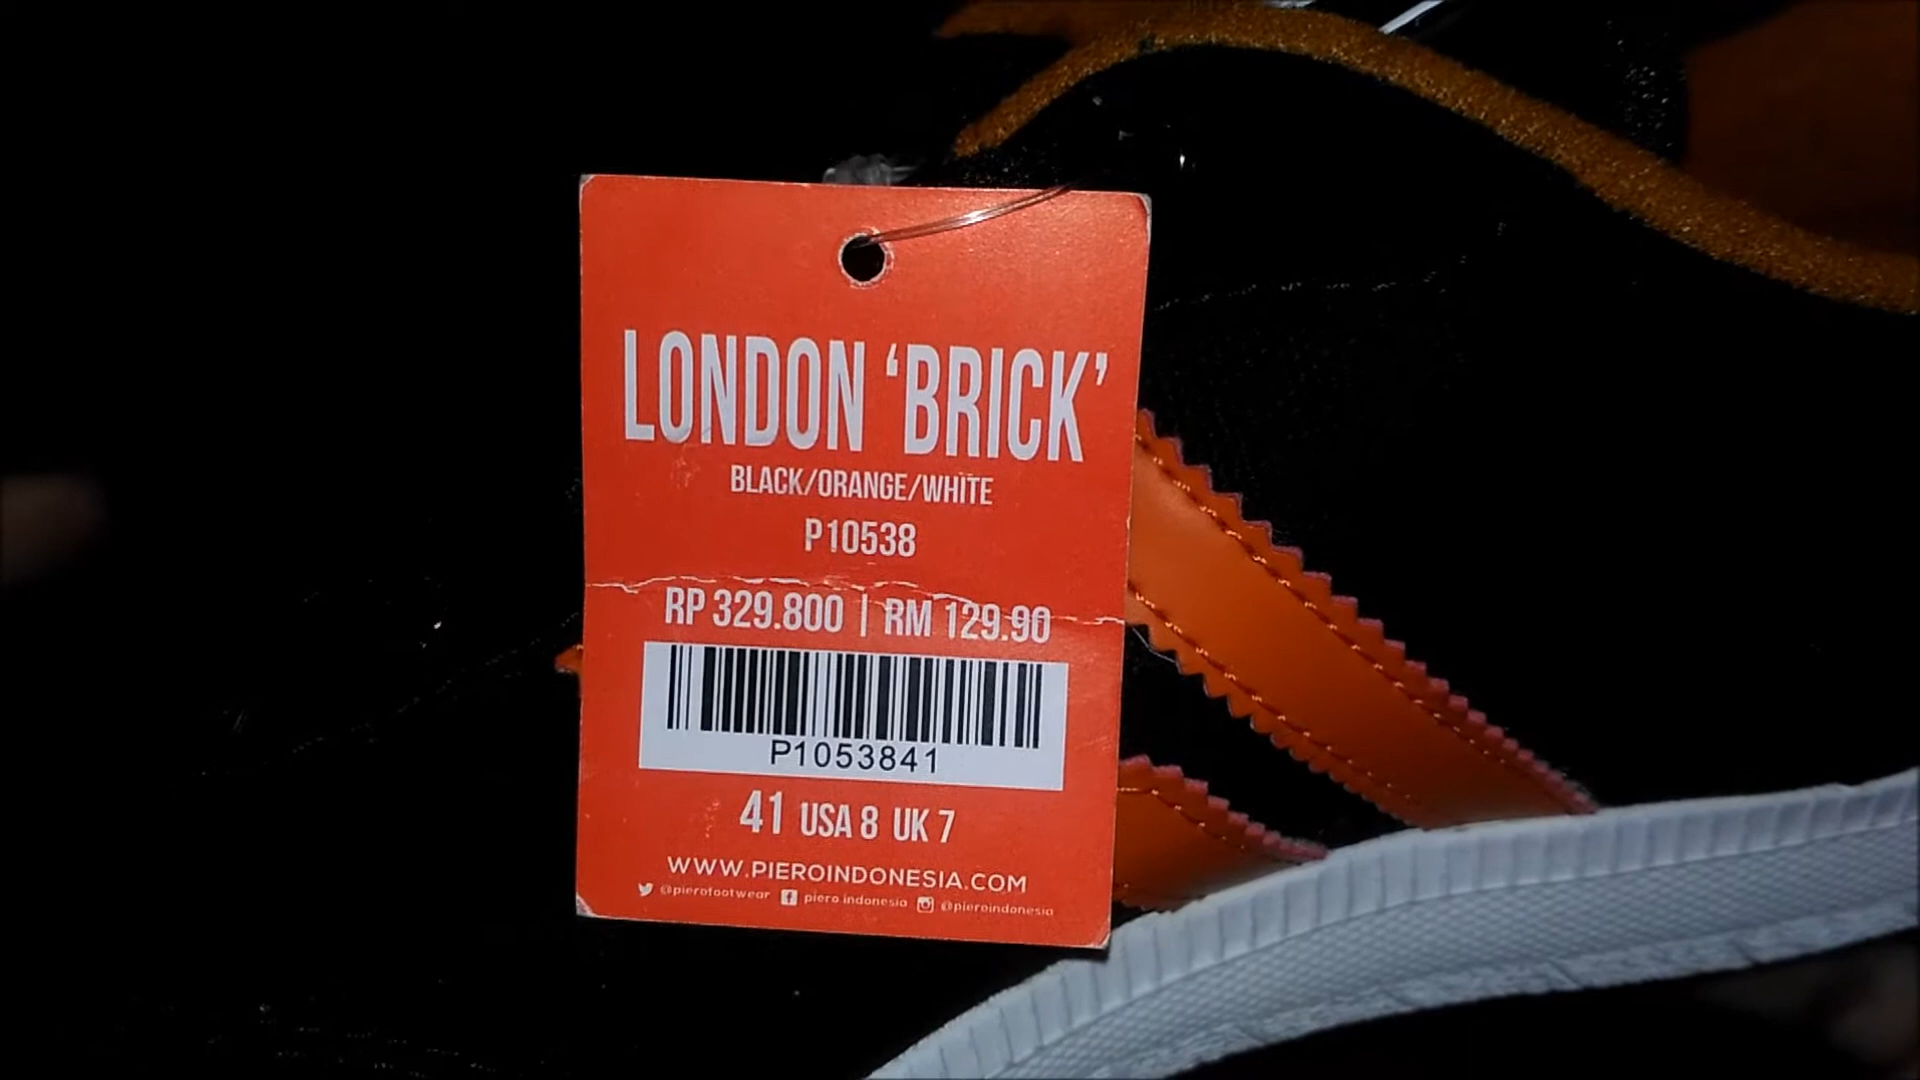 LONDON ‘BRICK’
BLACK/ORANGE/WHITE
P10538
RP 329.800 | RM 129.90
P1053841
41 USA 8 UK 7
WWW.PIEROINDONESIA.COM
@pierofootwear piero indonesia @pieroindonesia